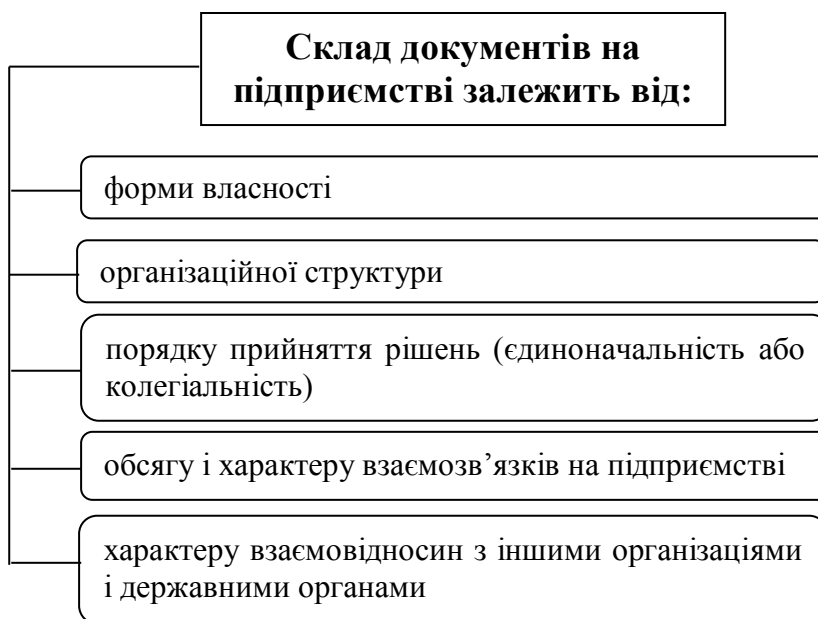 Склад документів на
підприємстві залежить від:
форми власності
організаційної структури
порядку прийняття рішень (єдиноначальність або
колегіальність)
обсягу і характеру взаємозв’язків на підприємстві
характеру взаємовідносин з іншими організаціями
і державними органами